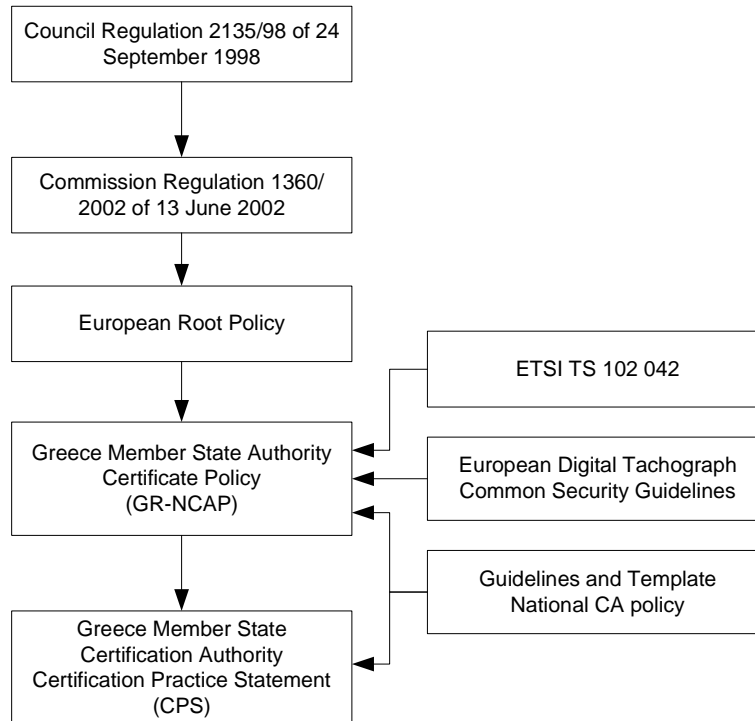 Council Regulation 2135/98 of 24
September 1998
Commission Regulation 1360/
2002 of 13 June 2002
European Root Policy
ETSI TS 102 042
Greece Member State Authority
Certificate Policy
(GR-NCAP)
European Digital Tachograph
Common Security Guidelines
Guidelines and Template
National CA policy
Greece Member State
Certification Authority
Certification Practice Statement
(CPS)